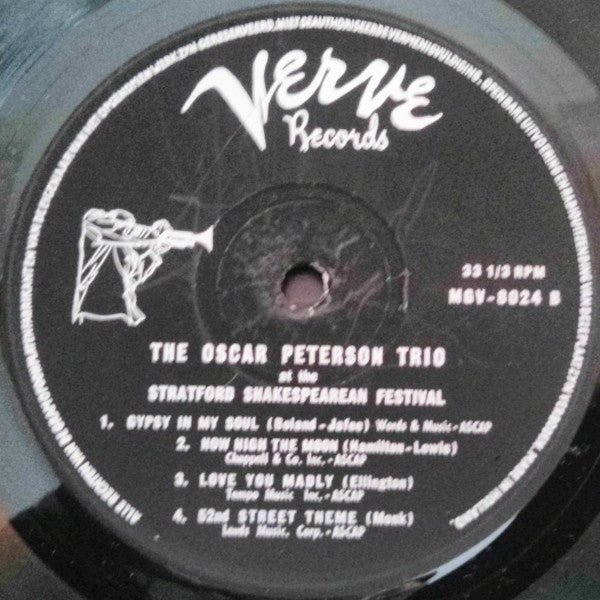 Verve
Records
33 1/3 RPM
MGV-8024 B
THE OSCAR PETERSON TRIO
at the
STRATFORD SHAKESPEAREAN FESTIVAL
1. GYPSY IN MY SOUL (Boland-Jafee) Words & Music-ASCAP
2. HOW HIGH THE MOON (Hamilton-Lewis)
Chappell & Co. Inc.-ASCAP
3. LOVE YOU MADLY (Ellington)
Tempo Music Inc.-ASCAP
4. 52nd STREET THEME (Monk)
Music, Corp.-ASCAP